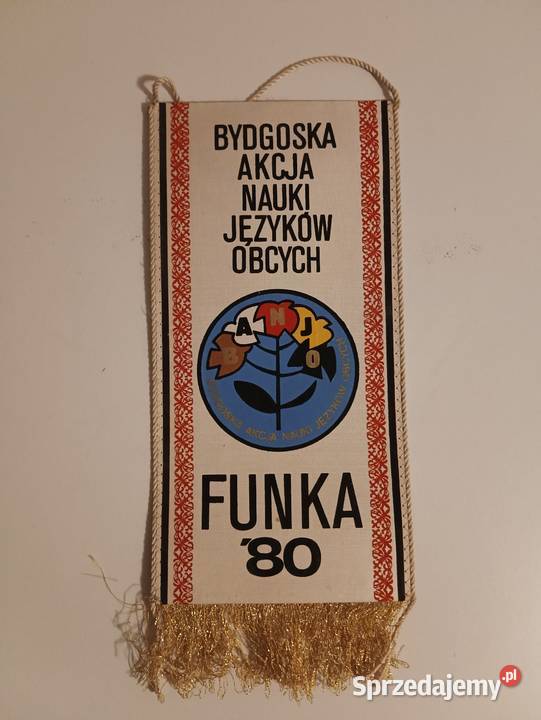 BYDGOSKA
AKCJA
NAUKI
JĘZYKÓW
OBCYCH
BANJO
BYDGOSKA AKCJA NAUKI JĘZYKÓW OBCYCH
FUNKA
'80
Sprzedajemy.pl